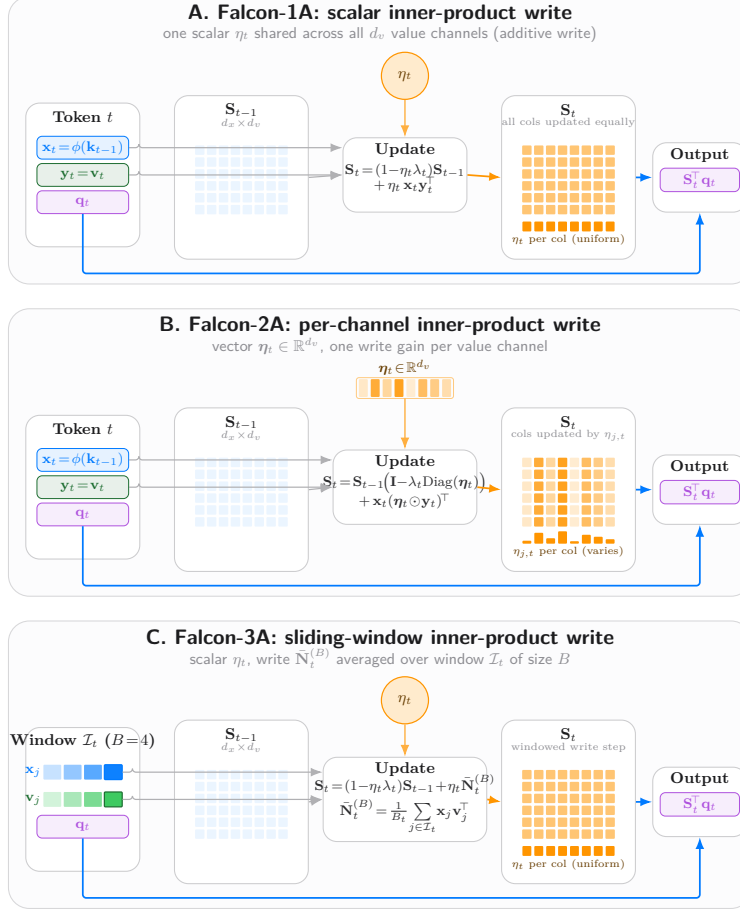 A. Falcon-1A: scalar inner-product write
one scalar ηₜ shared across all dᵥ value channels (additive write)
ηₜ
Token t
xₜ = ϕ(kₜ₋₁)
yₜ = vₜ
qₜ
Sₜ₋₁
dₓ × dᵥ
Update
Sₜ = (1−ηₜλₜ)Sₜ₋₁
+ ηₜ xₜyₜ⊤
Sₜ
all cols updated equally
ηₜ per col (uniform)
Output
Sₜ⊤qₜ
B. Falcon-2A: per-channel inner-product write
vector ηₜ ∈ ℝ^{dᵥ}, one write gain per value channel
ηₜ ∈ ℝ^{dᵥ}
Token t
xₜ = ϕ(kₜ₋₁)
yₜ = vₜ
qₜ
Sₜ₋₁
dₓ × dᵥ
Update
Sₜ = Sₜ₋₁(I−λₜDiag(ηₜ))
+ xₜ(ηₜ⊙yₜ)⊤
Sₜ
cols updated by η_{j,t}
η_{j,t} per col (varies)
Output
Sₜ⊤qₜ
C. Falcon-3A: sliding-window inner-product write
scalar ηₜ, write N̄ₜ^{(B)} averaged over window ℐₜ of size B
ηₜ
Window ℐₜ (B=4)
xⱼ
vⱼ
qₜ
Sₜ₋₁
dₓ × dᵥ
Update
Sₜ = (1−ηₜλₜ)Sₜ₋₁ + ηₜN̄ₜ^{(B)}
N̄ₜ^{(B)} = 1/Bₜ ∑_{j∈ℐₜ} xⱼvⱼ⊤
Sₜ
windowed write step
ηₜ per col (uniform)
Output
Sₜ⊤qₜ